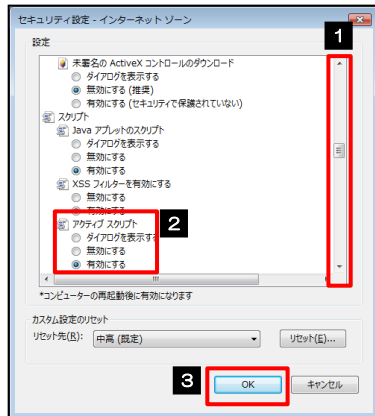 セキュリティ設定 - インターネット ゾーン
1
設定
未署名の ActiveX コントロールのダウンロード
ダイアログを表示する
無効にする (推奨)
有効にする (セキュリティで保護されていない)
スクリプト
Java アプレットのスクリプト
ダイアログを表示する
無効にする
有効にする
XSS フィルターを有効にする
無効にする
有効にする
アクティブ スクリプト
2
ダイアログを表示する
無効にする
有効にする
*コンピューターの再起動後に有効になります
カスタム設定のリセット
リセット先(R): 中高 (既定) リセット(E)...
3
OK キャンセル